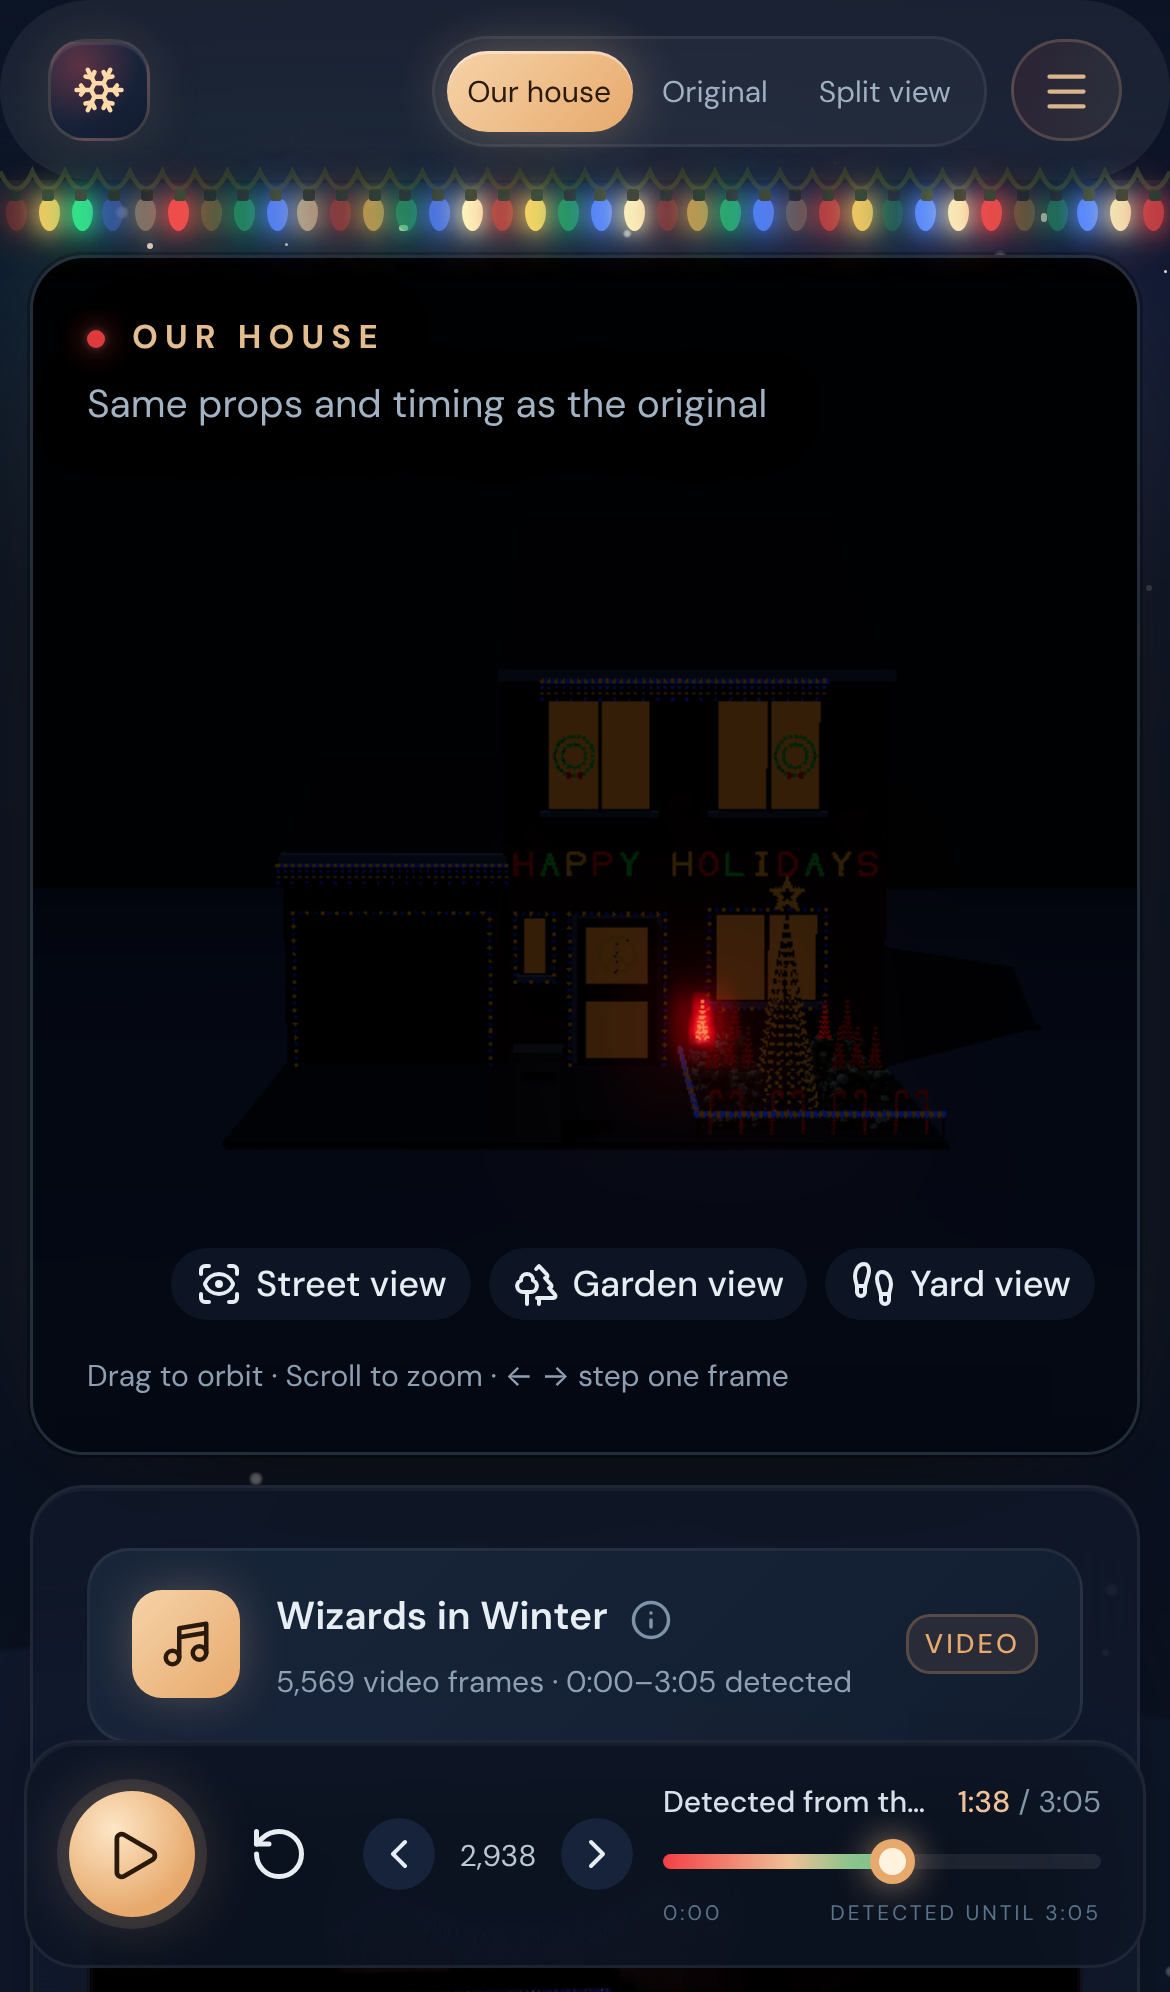 Our house
Original
Split view
OUR HOUSE
Same props and timing as the original
HAPPY HOLIDAYS
Street view
Garden view
Yard view
Drag to orbit · Scroll to zoom · ← → step one frame
Wizards in Winter
5,569 video frames · 0:00–3:05 detected
VIDEO
Detected from th...
1:38 / 3:05
2,938
0:00
DETECTED UNTIL 3:05